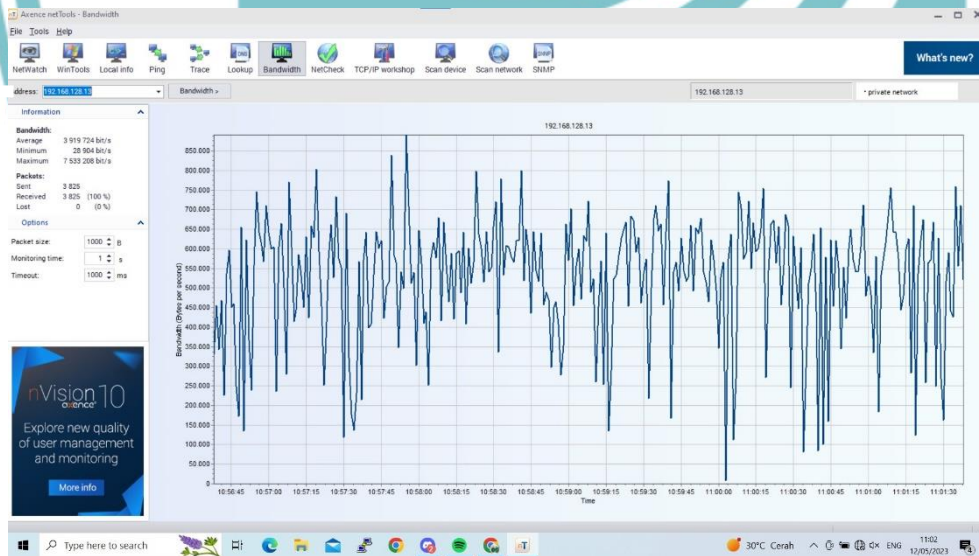 Axence netTools - Bandwidth
File Tools Help
NetWatch WinTools Local info Ping Trace Lookup Bandwidth NetCheck TCP/IP workshop Scan device Scan network SNMP
What's new?
ddress: 192.168.128.13 Bandwidth » 192.168.128.13 private network
Information
Bandwidth:
Average 3 919 724 bit/s
Minimum 28 904 bit/s
Maximum 7 533 208 bit/s
Packets:
Sent 3 825
Received 3 825 (100 %)
Lost 0 (0 %)
Options
Packet size: 1000 B
Monitoring time: 1 s
Timeout: 1000 ms
nVision 10
axence
Explore new quality
of user management
and monitoring
More info
192.168.128.13
Bandwidth (Bytes per second)
850.000
800.000
750.000
700.000
650.000
600.000
550.000
500.000
450.000
400.000
350.000
300.000
250.000
200.000
150.000
100.000
50.000
0
10:56:45 10:57:00 10:57:15 10:57:30 10:57:45 10:58:00 10:58:15 10:58:30 10:58:45 10:59:00 10:59:15 10:59:30 10:59:45 11:00:00 11:00:15 11:00:30 11:00:45 11:01:00 11:01:15 11:01:30
Time
Type here to search
30°C Cerah ENG 11:02
12/05/2023